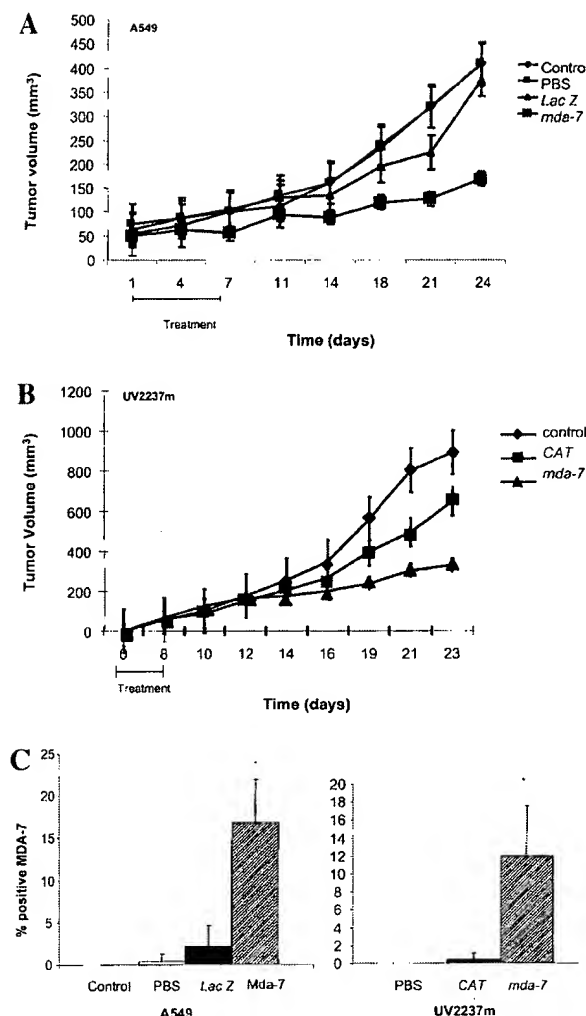 A
A549
500
450
400
350
300
250
200
150
100
50
0
Tumor volume (mm³)
1 4 7 11 14 18 21 24
Treatment
Time (days)
Control
PBS
Lac Z
mda-7
B
UV2237m
1200
1000
800
600
400
200
0
Tumor Volume (mm³)
6 8 10 12 14 16 19 21 23
Treatment
Time (days)
control
CAT
mda-7
C
25
20
15
10
5
0
% positive MDA-7
Control PBS Lac Z Mda-7
A549
20
18
16
14
12
10
8
6
4
2
0
PBS CAT mda-7
UV2237m